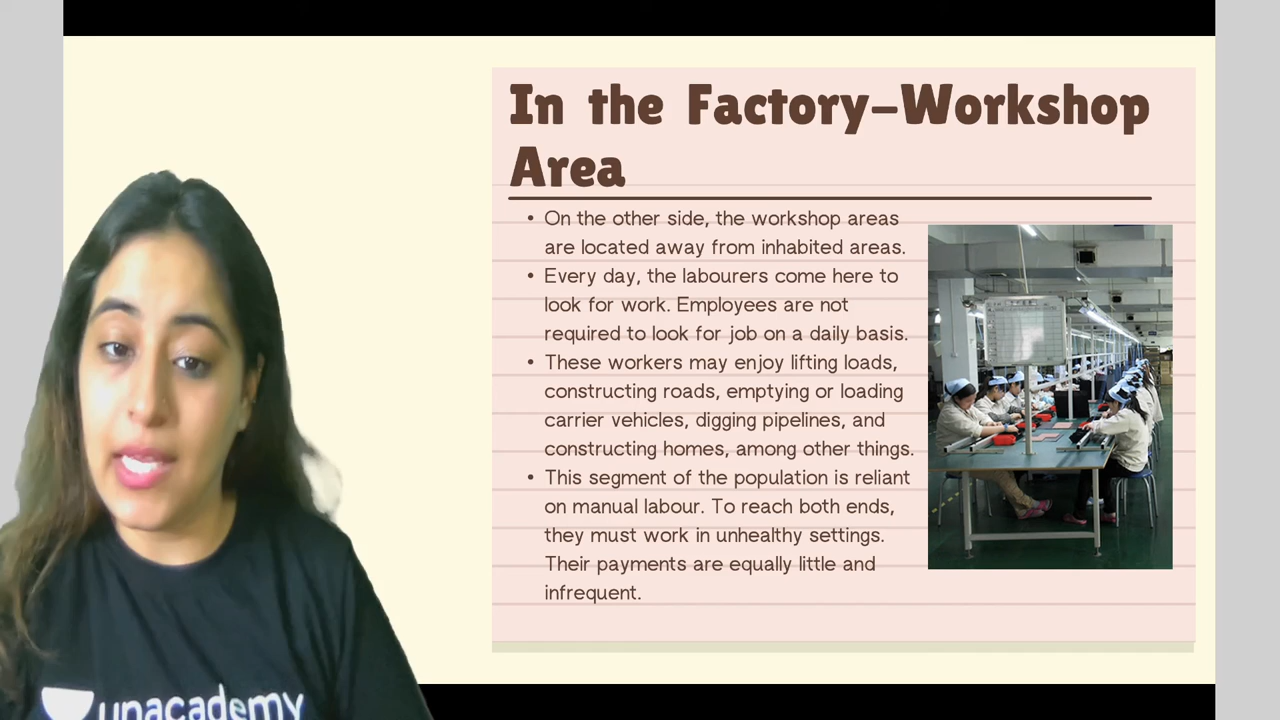 In the Factory-Workshop
Area
• On the other side, the workshop areas
are located away from inhabited areas.
• Every day, the labourers come here to
look for work. Employees are not
required to look for job on a daily basis.
• These workers may enjoy lifting loads,
constructing roads, emptying or loading
carrier vehicles, digging pipelines, and
constructing homes, among other things.
• This segment of the population is reliant
on manual labour. To reach both ends,
they must work in unhealthy settings.
Their payments are equally little and
infrequent.
unacademy